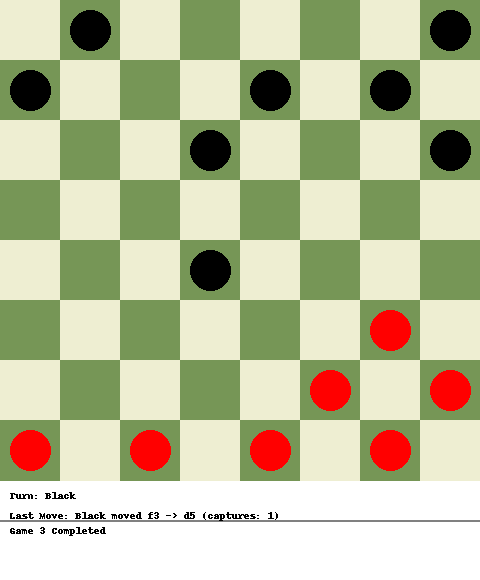 Turn: Black
Last Move: Black moved f3 -> d5 (captures: 1)
Game 3 Completed